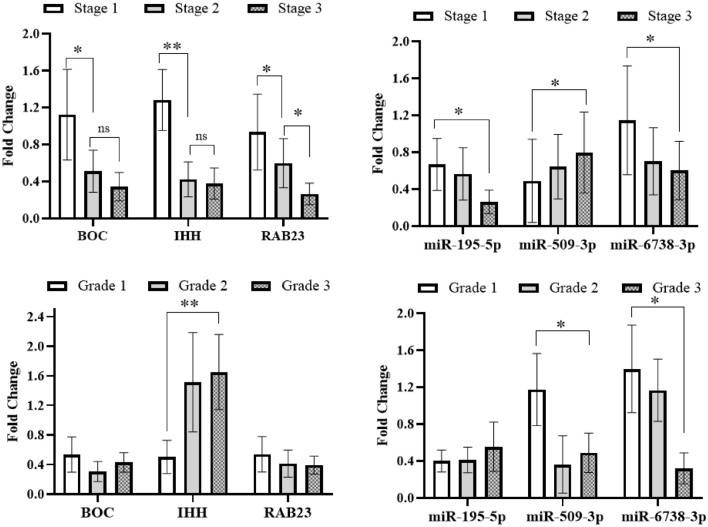 Stage 1 Stage 2 Stage 3
Fold Change
2.0
1.6
1.2
0.8
0.4
0.0
* ns
** ns
* *
BOC IHH RAB23
Stage 1 Stage 2 Stage 3
Fold Change
2.0
1.6
1.2
0.8
0.4
0.0
* * *
miR-195-5p miR-509-3p miR-6738-3p
Grade 1 Grade 2 Grade 3
Fold Change
2.4
2.0
1.6
1.2
0.8
0.4
0.0
**
BOC IHH RAB23
Grade 1 Grade 2 Grade 3
Fold Change
2.0
1.6
1.2
0.8
0.4
0.0
* *
miR-195-5p miR-509-3p miR-6738-3p